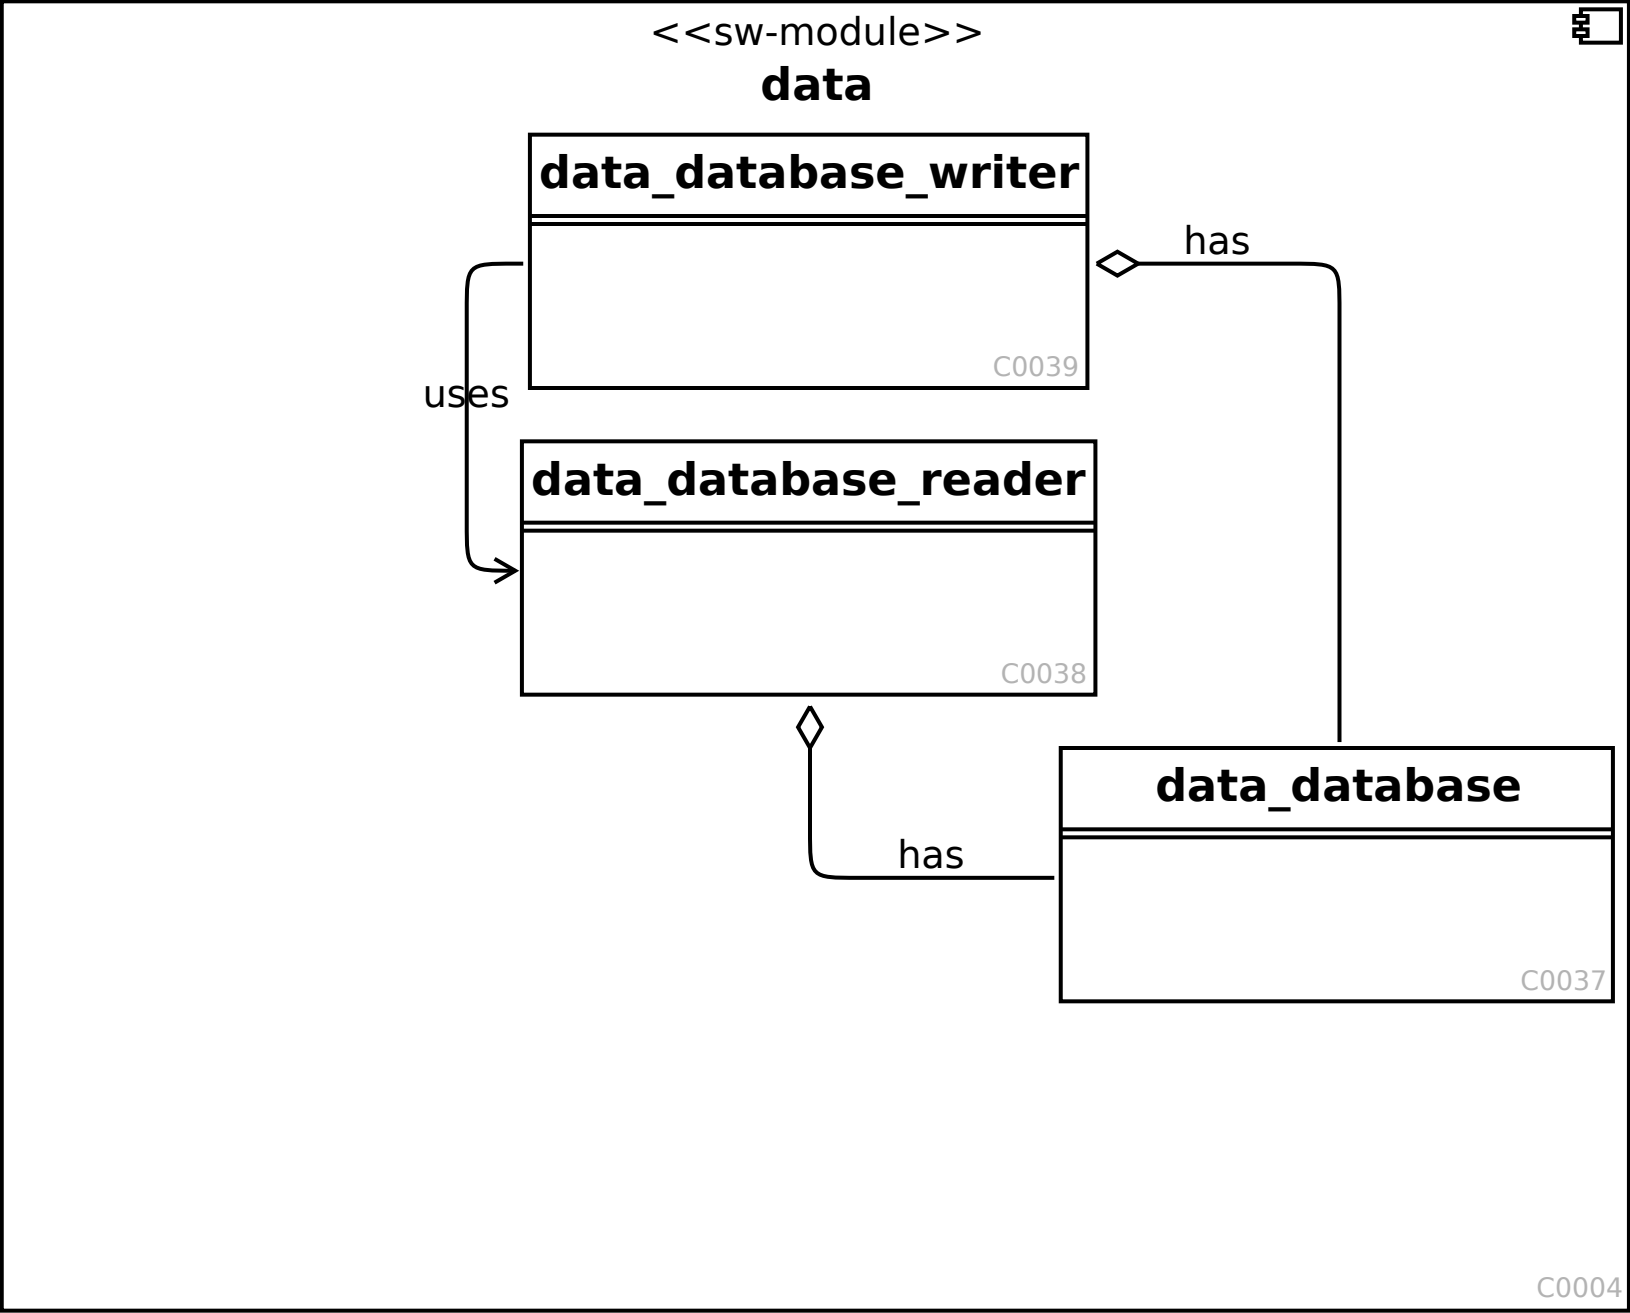 <<sw-module>>
data
data_database_writer
has
C0039
uses
data_database_reader
C0038
data_database
has
C0037
C0004